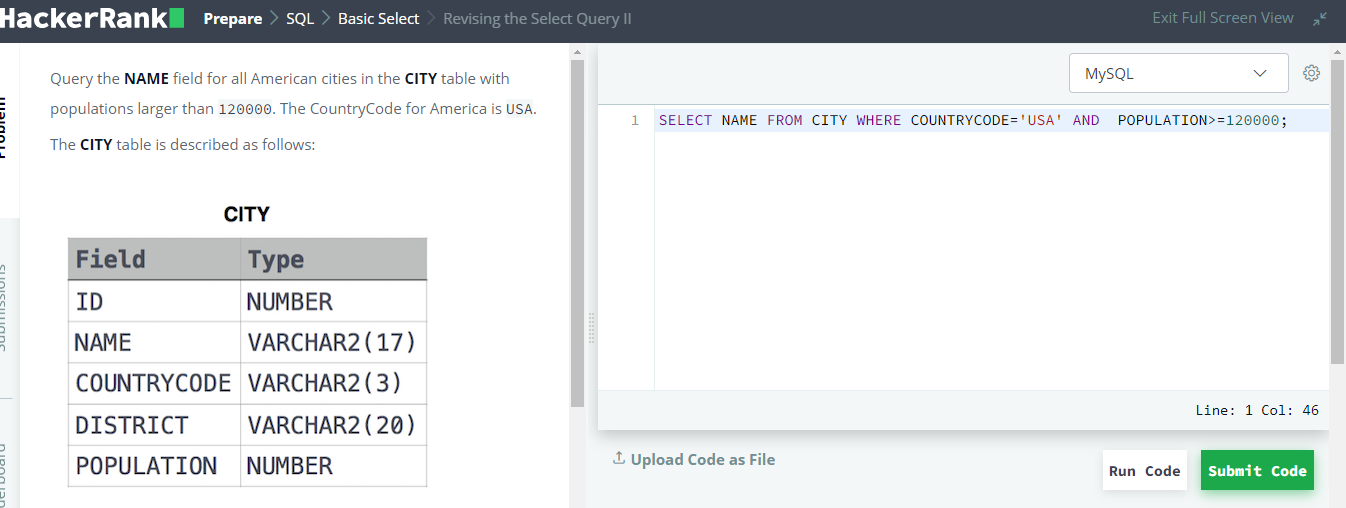 HackerRank Prepare > SQL > Basic Select > Revising the Select Query II Exit Full Screen View
Problem
Submissions
Query the NAME field for all American cities in the CITY table with
populations larger than 120000. The CountryCode for America is USA.
The CITY table is described as follows:
CITY
Field Type
ID NUMBER
NAME VARCHAR2(17)
COUNTRYCODE VARCHAR2(3)
DISTRICT VARCHAR2(20)
POPULATION NUMBER
MySQL
1 SELECT NAME FROM CITY WHERE COUNTRYCODE='USA' AND  POPULATION>=120000;
Line: 1 Col: 46
Upload Code as File
Run Code
Submit Code